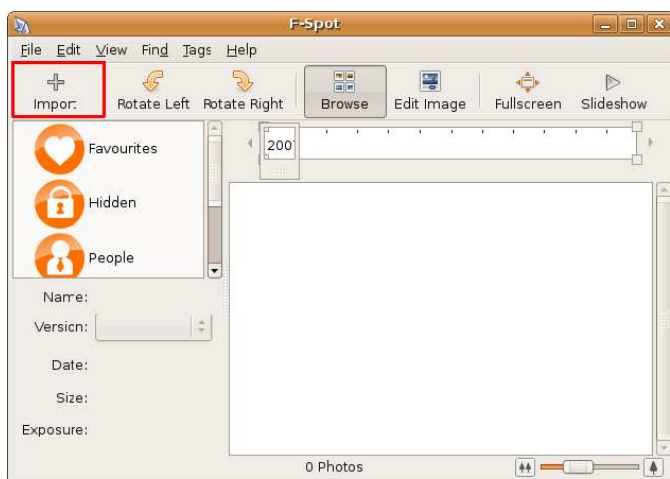 F-Spot
File Edit View Find Tags Help
Import Rotate Left Rotate Right Browse Edit Image Fullscreen Slideshow
200
Favourites
Hidden
People
Name:
Version:
Date:
Size:
Exposure:
0 Photos